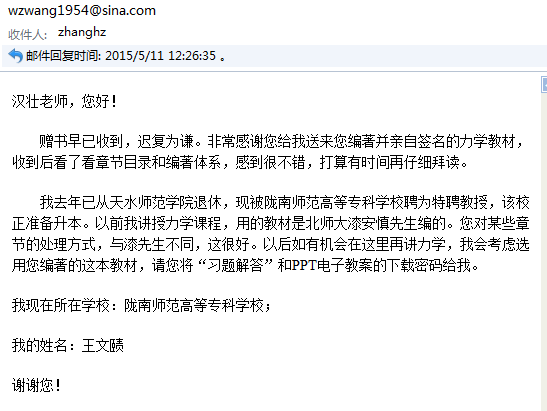 wzwang1954@sina.com
收件人: zhanghz
邮件回复时间: 2015/5/11 12:26:35 。
汉壮老师，您好！
赠书早已收到，迟复为谦。非常感谢您给我送来您编著并亲自签名的力学教材，
收到后看了看章节目录和编著体系，感到很不错，打算有时间再仔细拜读。
我去年已从天水师范学院退休，现被陇南师范高等专科学校聘为特聘教授，该校
正准备升本。以前我讲授力学课程，用的教材是北师大漆安慎先生编的。您对某些章
节的处理方式，与漆先生不同，这很好。以后如有机会在这里再讲力学，我会考虑选
用您编著的这本教材，请您将“习题解答”和PPT电子教案的下载密码给我。
我现在所在学校：陇南师范高等专科学校；
我的姓名：王文赜
谢谢您！